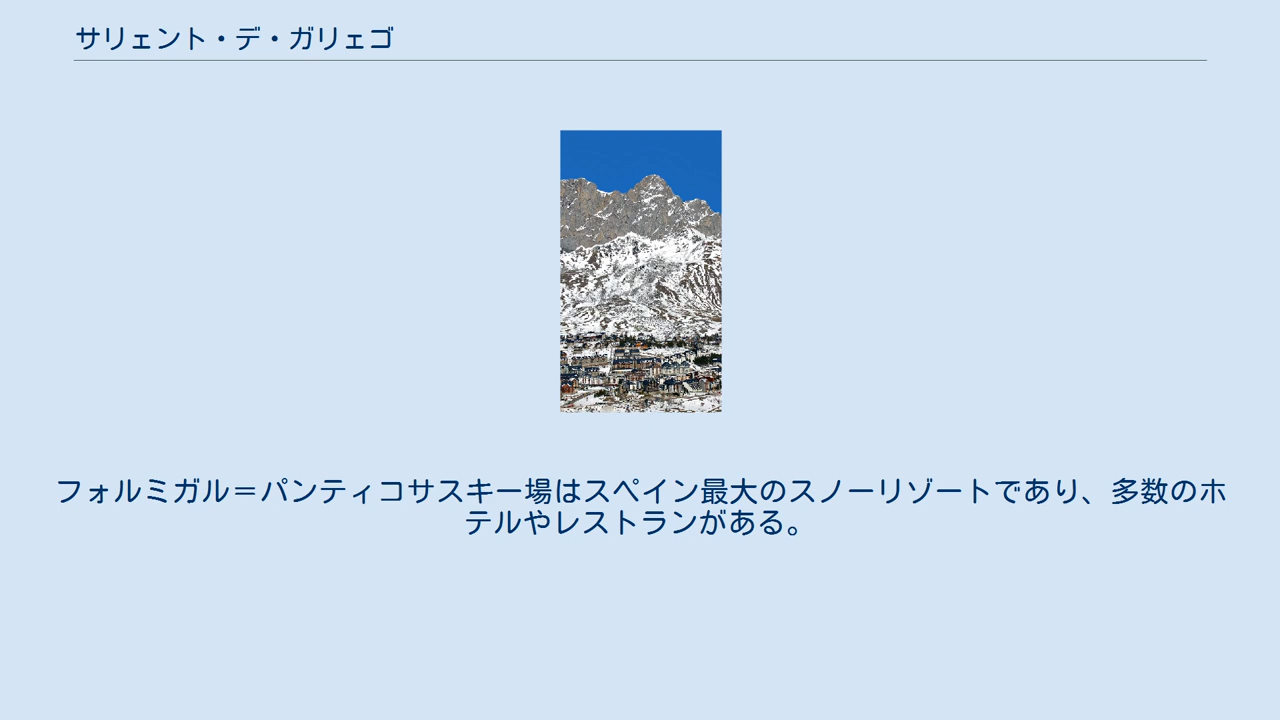 サリェント・デ・ガリェゴ
フォルミガル＝パンティコサスキー場はスペイン最大のスノーリゾートであり、多数のホ
テルやレストランがある。